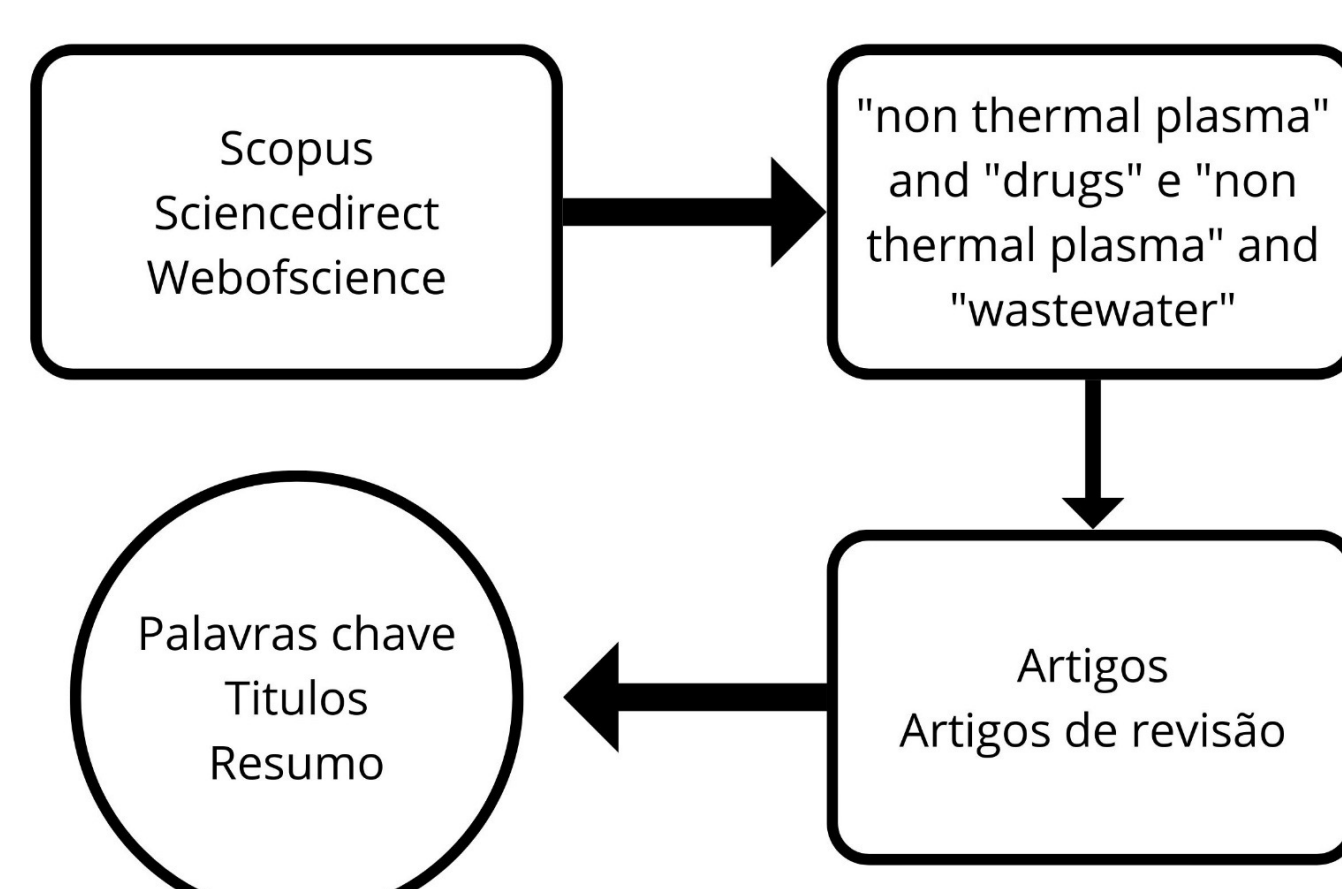 Scopus
Sciencedirect
Webofscience
"non thermal plasma"
and "drugs" e "non
thermal plasma" and
"wastewater"
Artigos
Artigos de revisão
Palavras chave
Titulos
Resumo